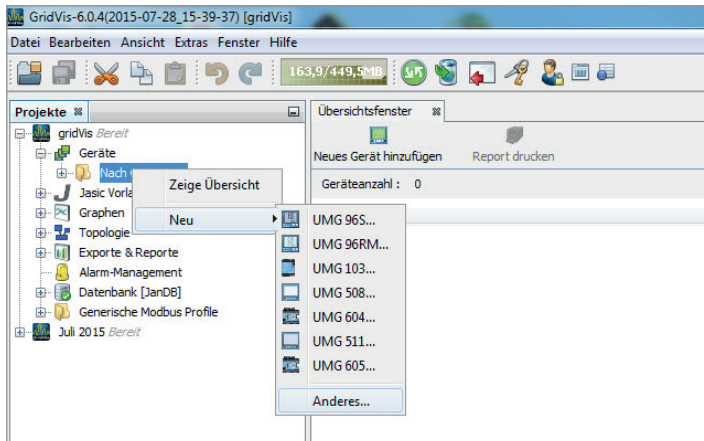 GridVis-6.0.4(2015-07-28_15-39-37) [gridVis]
Datei Bearbeiten Ansicht Extras Fenster Hilfe
163,9/449,5MB
Projekte
Übersichtsfenster
gridVis Bereit
Geräte
Nach
Jasic Vorla
Graphen
Topologie
Exporte & Reporte
Alarm-Management
Datenbank [JanDB]
Generische Modbus Profile
Juli 2015 Bereit
Neues Gerät hinzufügen
Report drucken
Geräteanzahl : 0
Zeige Übersicht
Neu
UMG 96S...
UMG 96RM...
UMG 103...
UMG 508...
UMG 604...
UMG 511...
UMG 605...
Anderes...